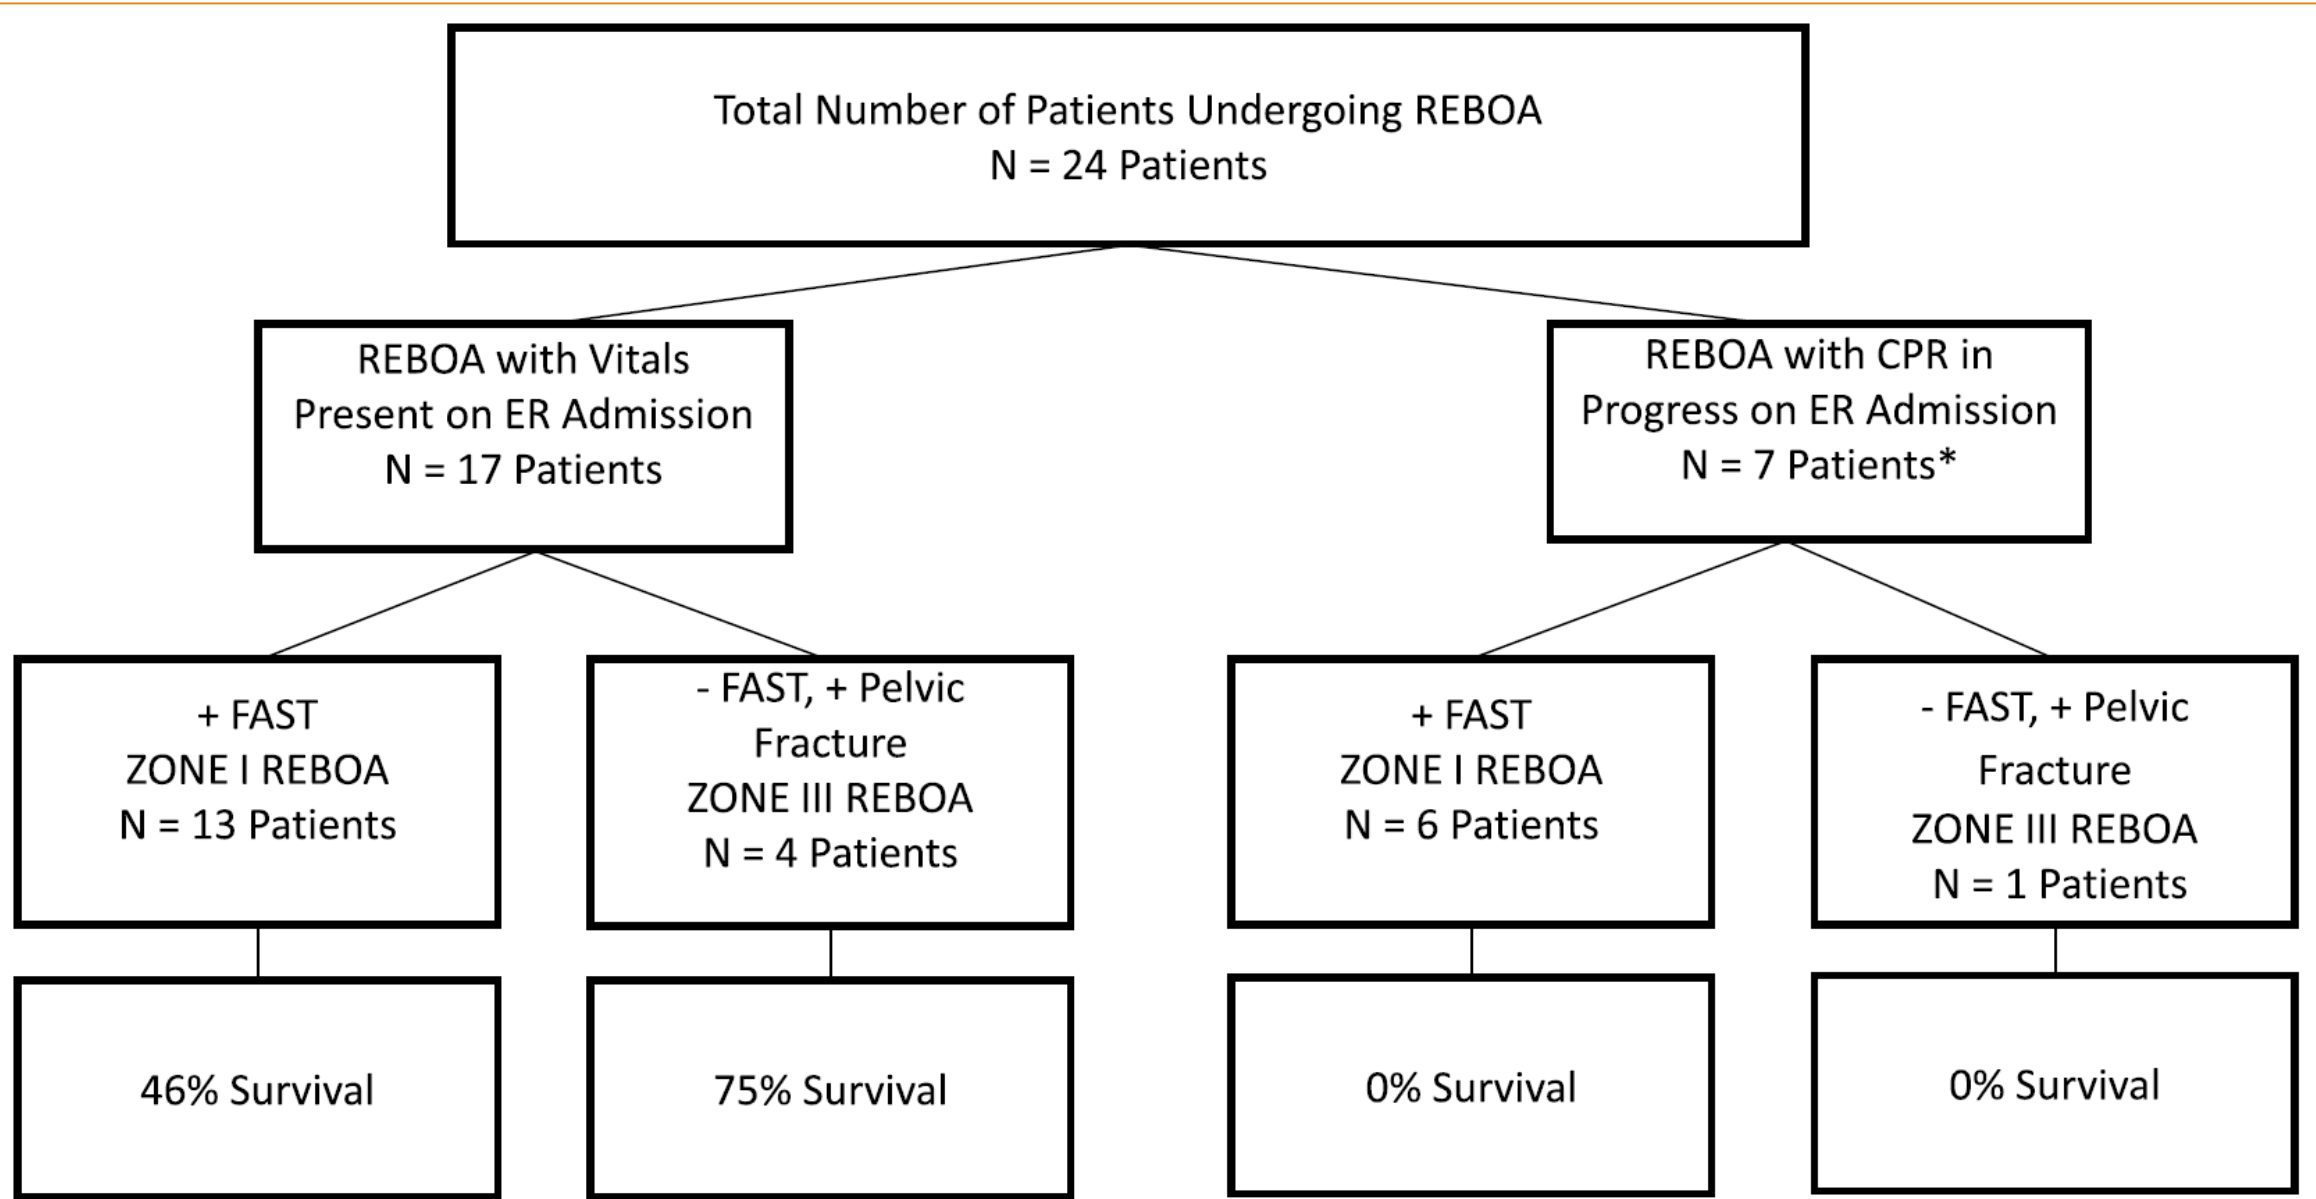 Total Number of Patients Undergoing REBOA
N = 24 Patients
REBOA with Vitals
Present on ER Admission
N = 17 Patients
REBOA with CPR in
Progress on ER Admission
N = 7 Patients*
+ FAST
ZONE I REBOA
N = 13 Patients
- FAST, + Pelvic
Fracture
ZONE III REBOA
N = 4 Patients
+ FAST
ZONE I REBOA
N = 6 Patients
- FAST, + Pelvic
Fracture
ZONE III REBOA
N = 1 Patients
46% Survival
75% Survival
0% Survival
0% Survival